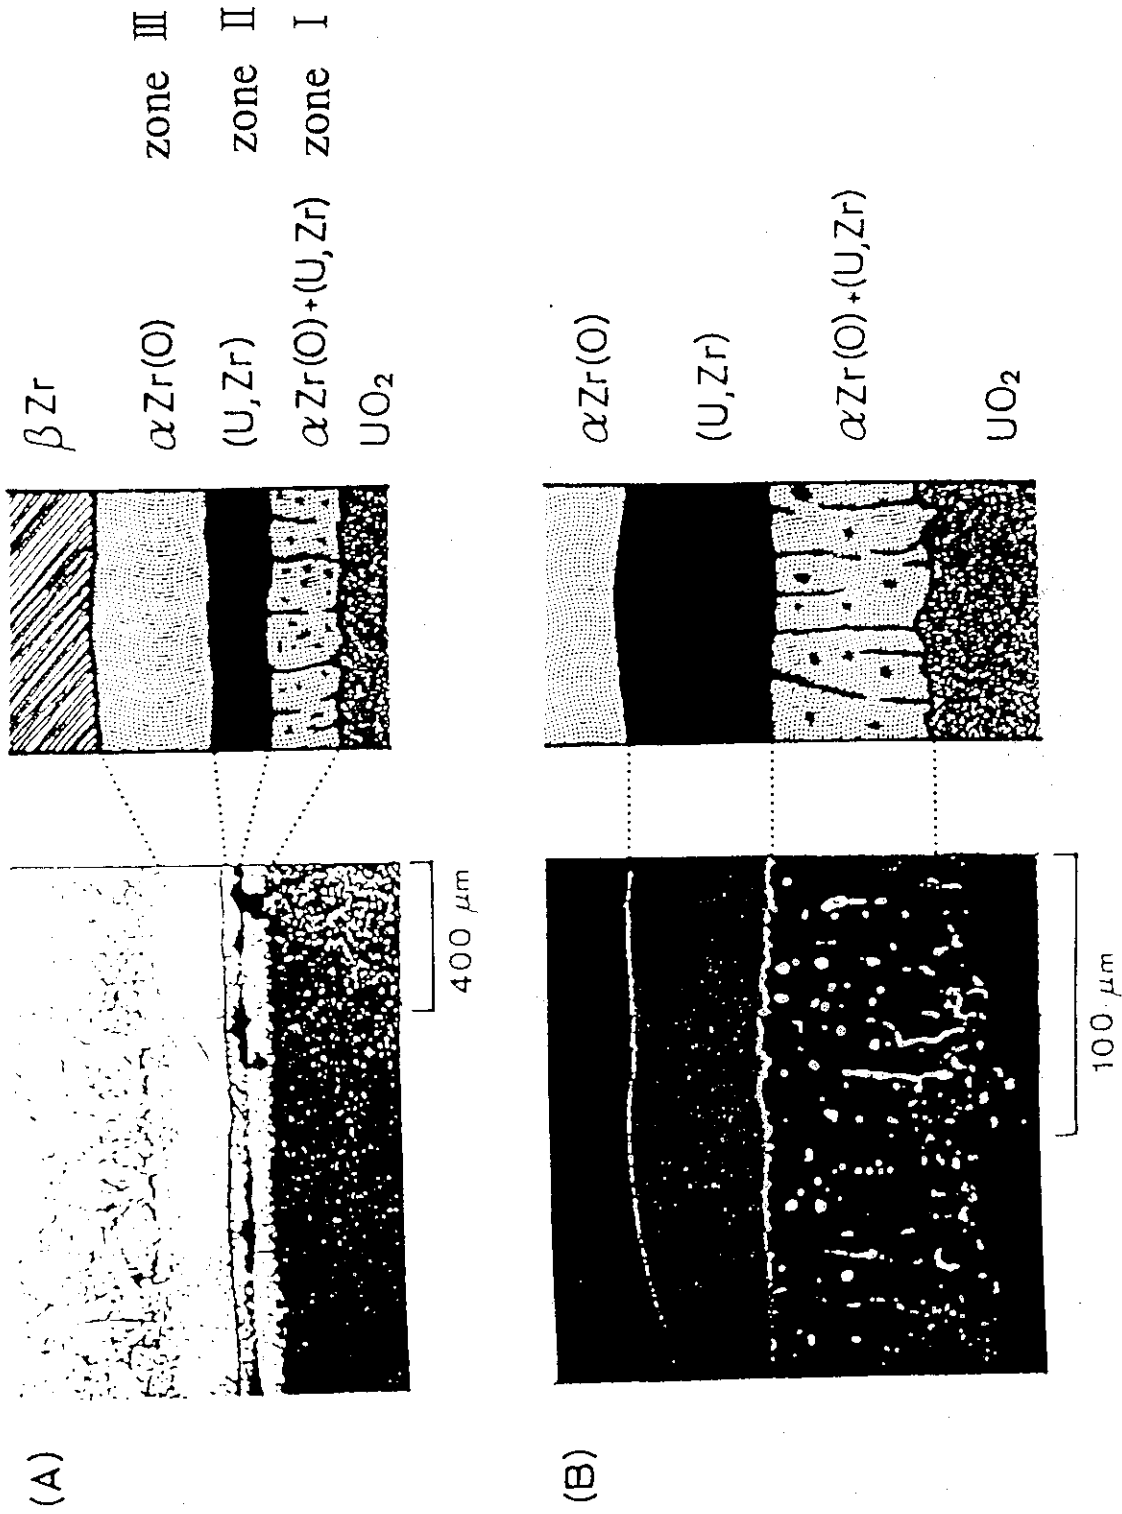 (A)
400 μm
βZr
αZr(O) zone Ⅲ
(U,Zr) zone Ⅱ
αZr(O)+(U,Zr) zone Ⅰ
UO₂
(B)
100 μm
αZr(O)
(U,Zr)
αZr(O)+(U,Zr)
UO₂